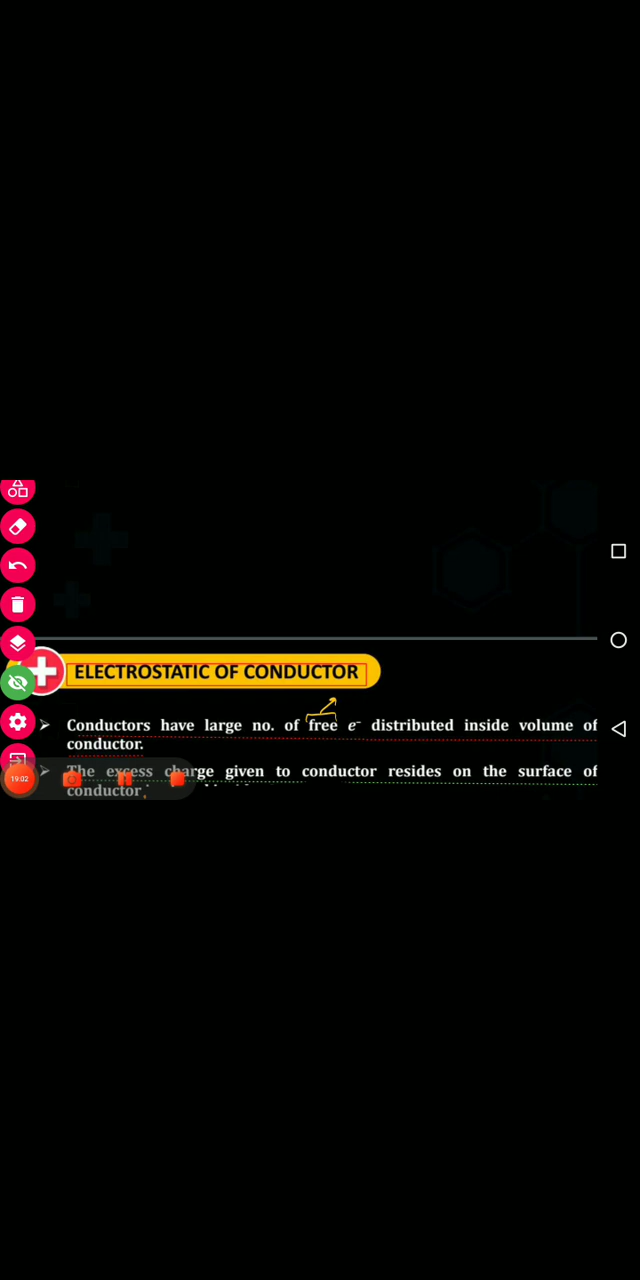 ELECTROSTATIC OF CONDUCTOR
➢ Conductors have large no. of free e⁻ distributed inside volume of
conductor.
➢ The excess charge given to conductor resides on the surface of
conductor
19:02